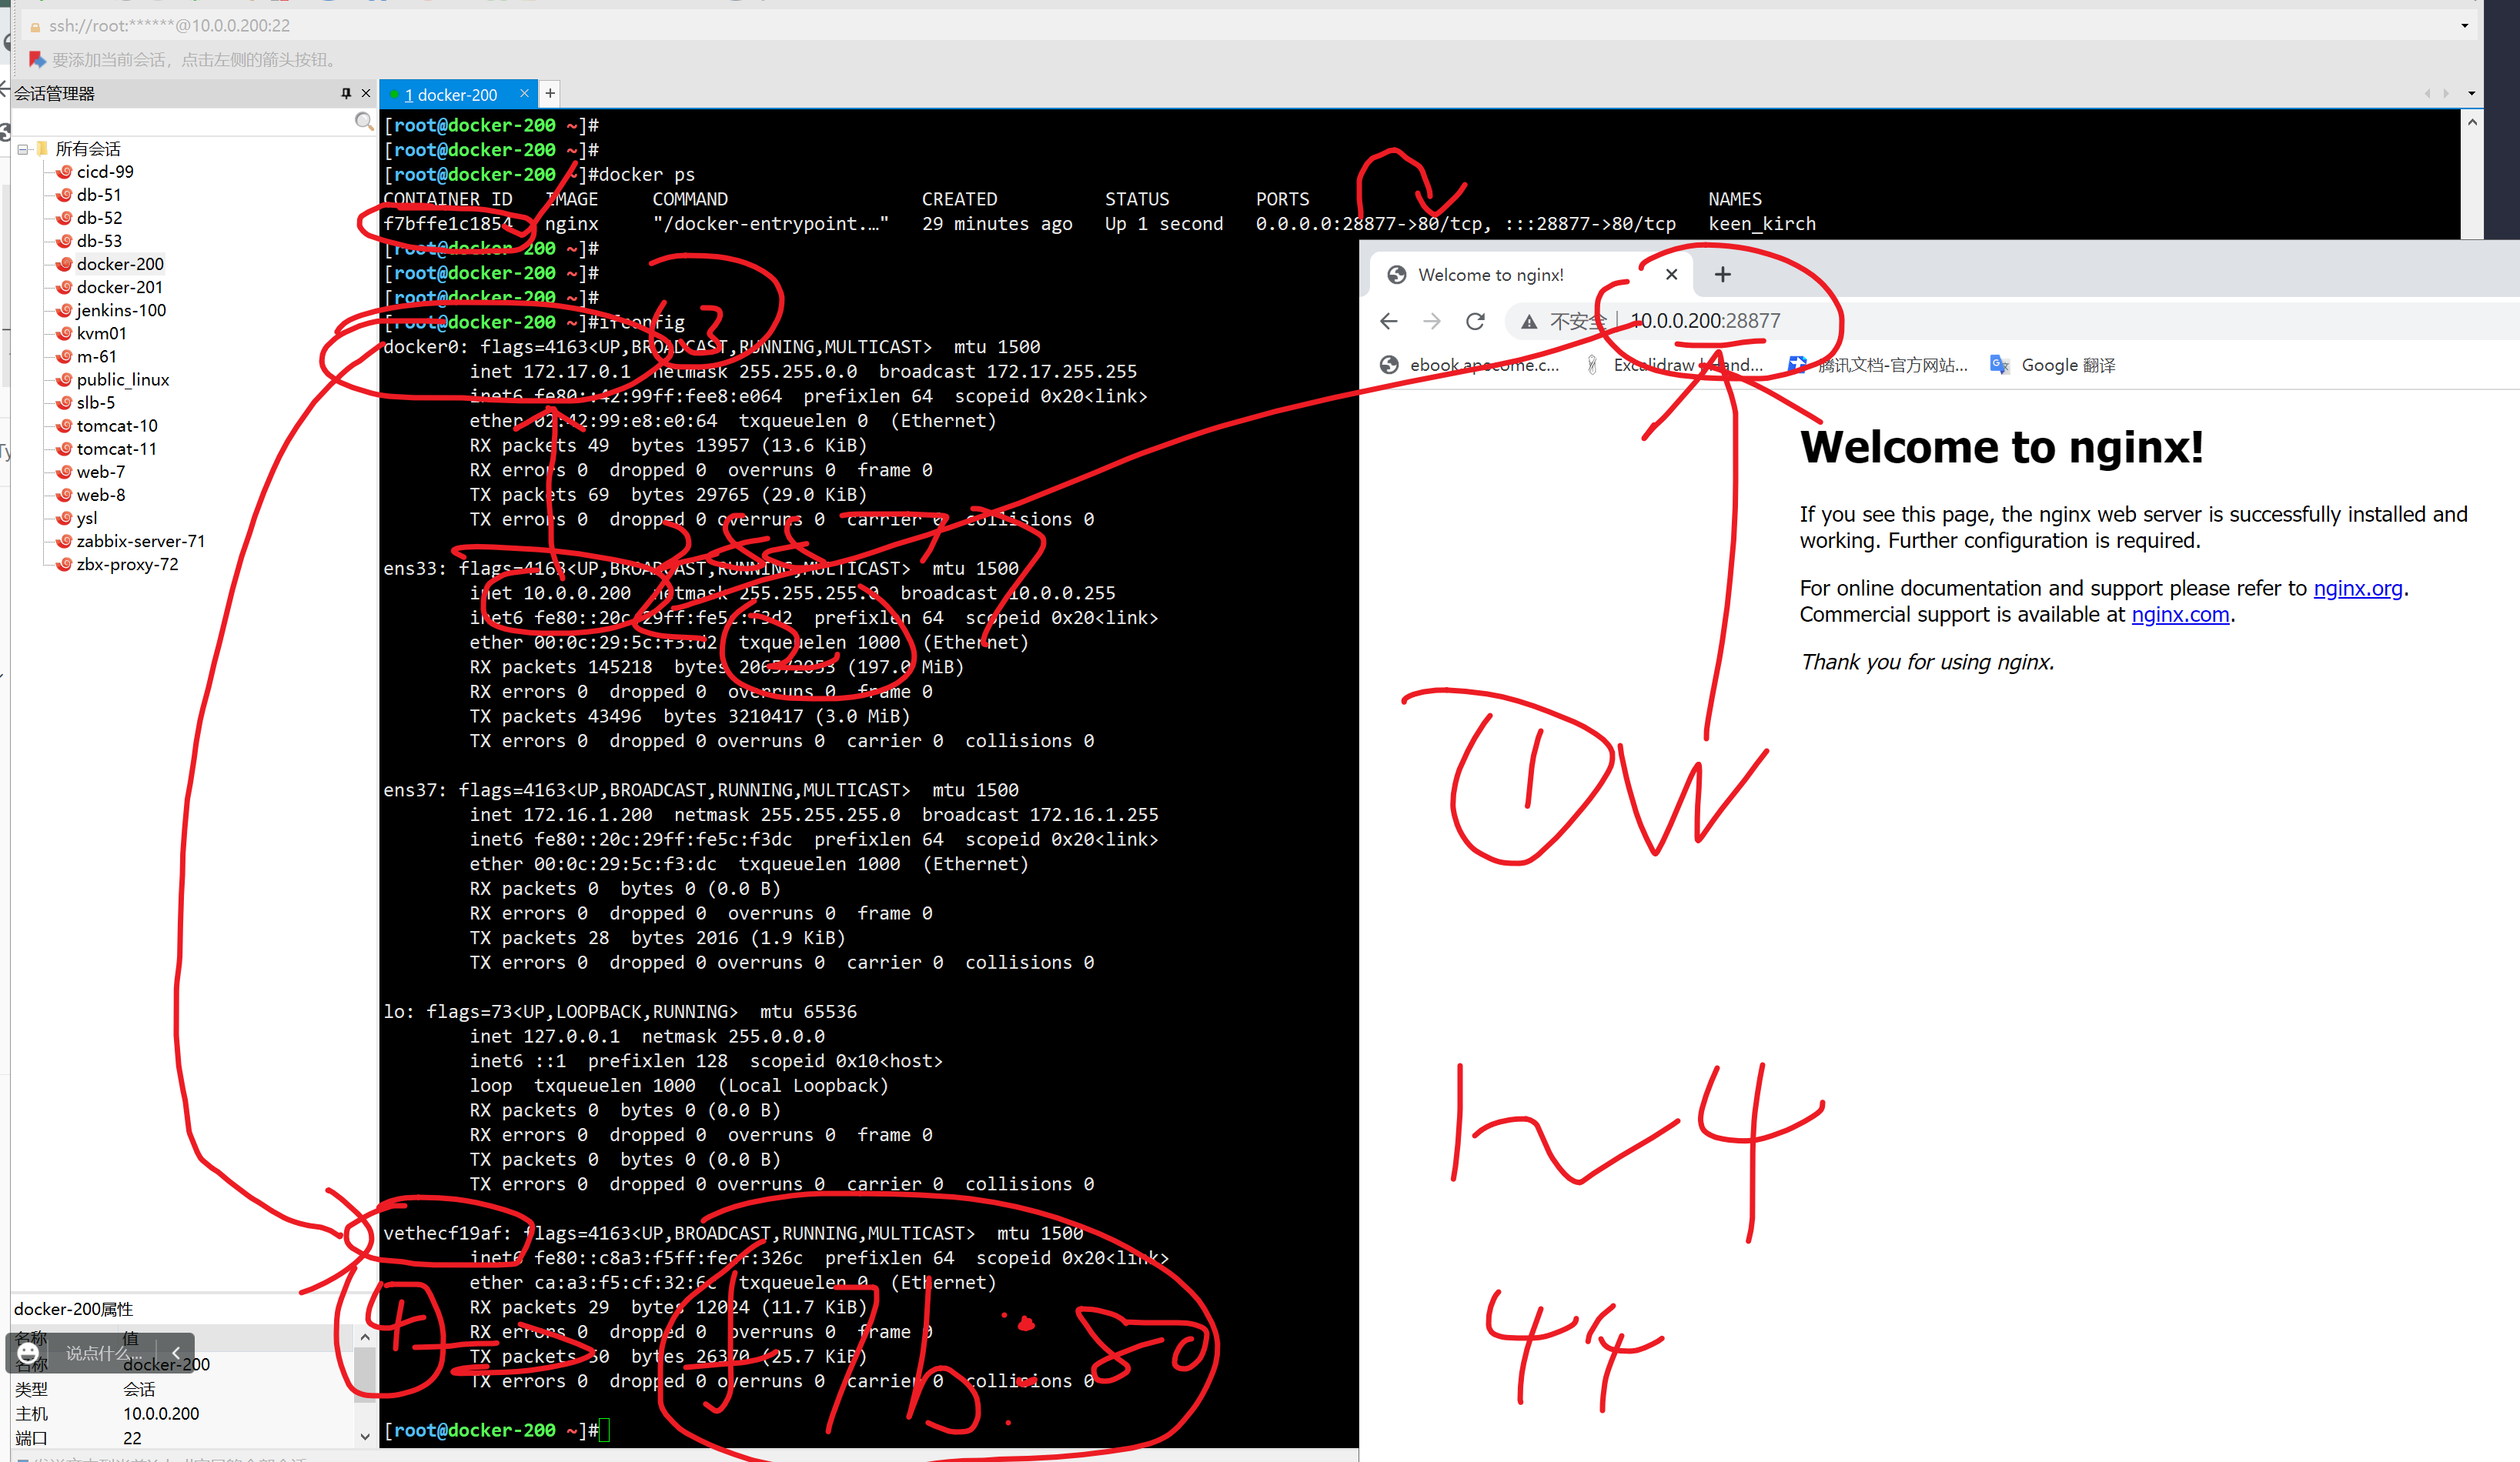 ssh://root:******@10.0.0.200:22
要添加当前会话，点击左侧的箭头按钮。
会话管理器
1 docker-200
所有会话
cicd-99
db-51
db-52
db-53
docker-200
docker-201
jenkins-100
kvm01
m-61
public_linux
slb-5
tomcat-10
tomcat-11
web-7
web-8
ysl
zabbix-server-71
zbx-proxy-72
docker-200属性
名称 值
名称 docker-200
类型 会话
主机 10.0.0.200
端口 22
说点什么...
[root@docker-200 ~]#
[root@docker-200 ~]#
[root@docker-200 ~]#docker ps
CONTAINER ID IMAGE COMMAND CREATED STATUS PORTS NAMES
f7bffe1c1854 nginx "/docker-entrypoint.…" 29 minutes ago Up 1 second 0.0.0.0:28877->80/tcp, :::28877->80/tcp keen_kirch
[root@docker-200 ~]#
[root@docker-200 ~]#
[root@docker-200 ~]#
[root@docker-200 ~]#ifconfig
docker0: flags=4163<UP,BROADCAST,RUNNING,MULTICAST> mtu 1500
inet 172.17.0.1 netmask 255.255.0.0 broadcast 172.17.255.255
inet6 fe80::42:99ff:fee8:e064 prefixlen 64 scopeid 0x20<link>
ether 02:42:99:e8:e0:64 txqueuelen 0 (Ethernet)
RX packets 49 bytes 13957 (13.6 KiB)
RX errors 0 dropped 0 overruns 0 frame 0
TX packets 69 bytes 29765 (29.0 KiB)
TX errors 0 dropped 0 overruns 0 carrier 0 collisions 0
ens33: flags=4163<UP,BROADCAST,RUNNING,MULTICAST> mtu 1500
inet 10.0.0.200 netmask 255.255.255.0 broadcast 10.0.0.255
inet6 fe80::20c:29ff:fe5c:f3d2 prefixlen 64 scopeid 0x20<link>
ether 00:0c:29:5c:f3:d2 txqueuelen 1000 (Ethernet)
RX packets 145218 bytes 206572053 (197.0 MiB)
RX errors 0 dropped 0 overruns 0 frame 0
TX packets 43496 bytes 3210417 (3.0 MiB)
TX errors 0 dropped 0 overruns 0 carrier 0 collisions 0
ens37: flags=4163<UP,BROADCAST,RUNNING,MULTICAST> mtu 1500
inet 172.16.1.200 netmask 255.255.255.0 broadcast 172.16.1.255
inet6 fe80::20c:29ff:fe5c:f3dc prefixlen 64 scopeid 0x20<link>
ether 00:0c:29:5c:f3:dc txqueuelen 1000 (Ethernet)
RX packets 0 bytes 0 (0.0 B)
RX errors 0 dropped 0 overruns 0 frame 0
TX packets 28 bytes 2016 (1.9 KiB)
TX errors 0 dropped 0 overruns 0 carrier 0 collisions 0
lo: flags=73<UP,LOOPBACK,RUNNING> mtu 65536
inet 127.0.0.1 netmask 255.0.0.0
inet6 ::1 prefixlen 128 scopeid 0x10<host>
loop txqueuelen 1000 (Local Loopback)
RX packets 0 bytes 0 (0.0 B)
RX errors 0 dropped 0 overruns 0 frame 0
TX packets 0 bytes 0 (0.0 B)
TX errors 0 dropped 0 overruns 0 carrier 0 collisions 0
vethecf19af: flags=4163<UP,BROADCAST,RUNNING,MULTICAST> mtu 1500
inet6 fe80::c8a3:f5ff:fecf:326c prefixlen 64 scopeid 0x20<link>
ether ca:a3:f5:cf:32:6c txqueuelen 0 (Ethernet)
RX packets 29 bytes 12024 (11.7 KiB)
RX errors 0 dropped 0 overruns 0 frame 0
TX packets 50 bytes 26370 (25.7 KiB)
TX errors 0 dropped 0 overruns 0 carrier 0 collisions 0
[root@docker-200 ~]#
3
2
4
f7b:80
Welcome to nginx!
不安全 10.0.0.200:28877
Google 翻译
Welcome to nginx!
If you see this page, the nginx web server is successfully installed and
working. Further configuration is required.
For online documentation and support please refer to nginx.org.
Commercial support is available at nginx.com.
Thank you for using nginx.
1 W
1~4
44